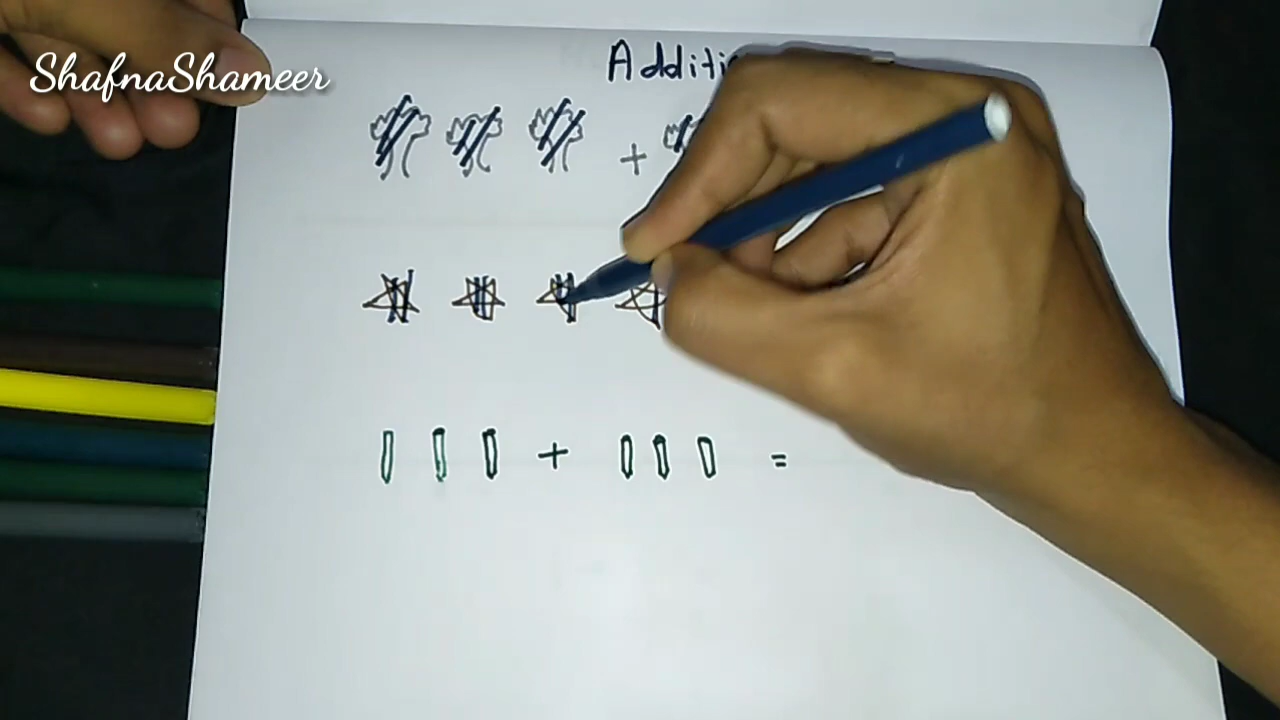 ShafnaShameer
Additi
+
+ =